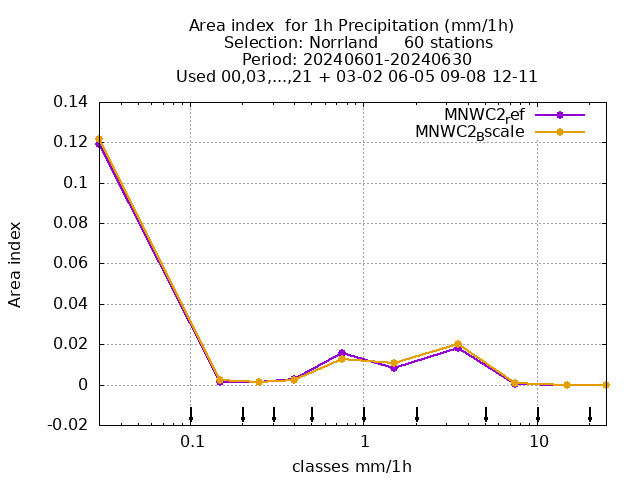 Area index  for 1h Precipitation (mm/1h)
Selection: Norrland     60 stations
Period: 20240601-20240630
Used 00,03,...,21 + 03-02 06-05 09-08 12-11
MNWC2ref
MNWC2Bscale
0.14
0.12
0.1
0.08
0.06
0.04
0.02
0
-0.02
Area index
0.1
1
10
classes mm/1h